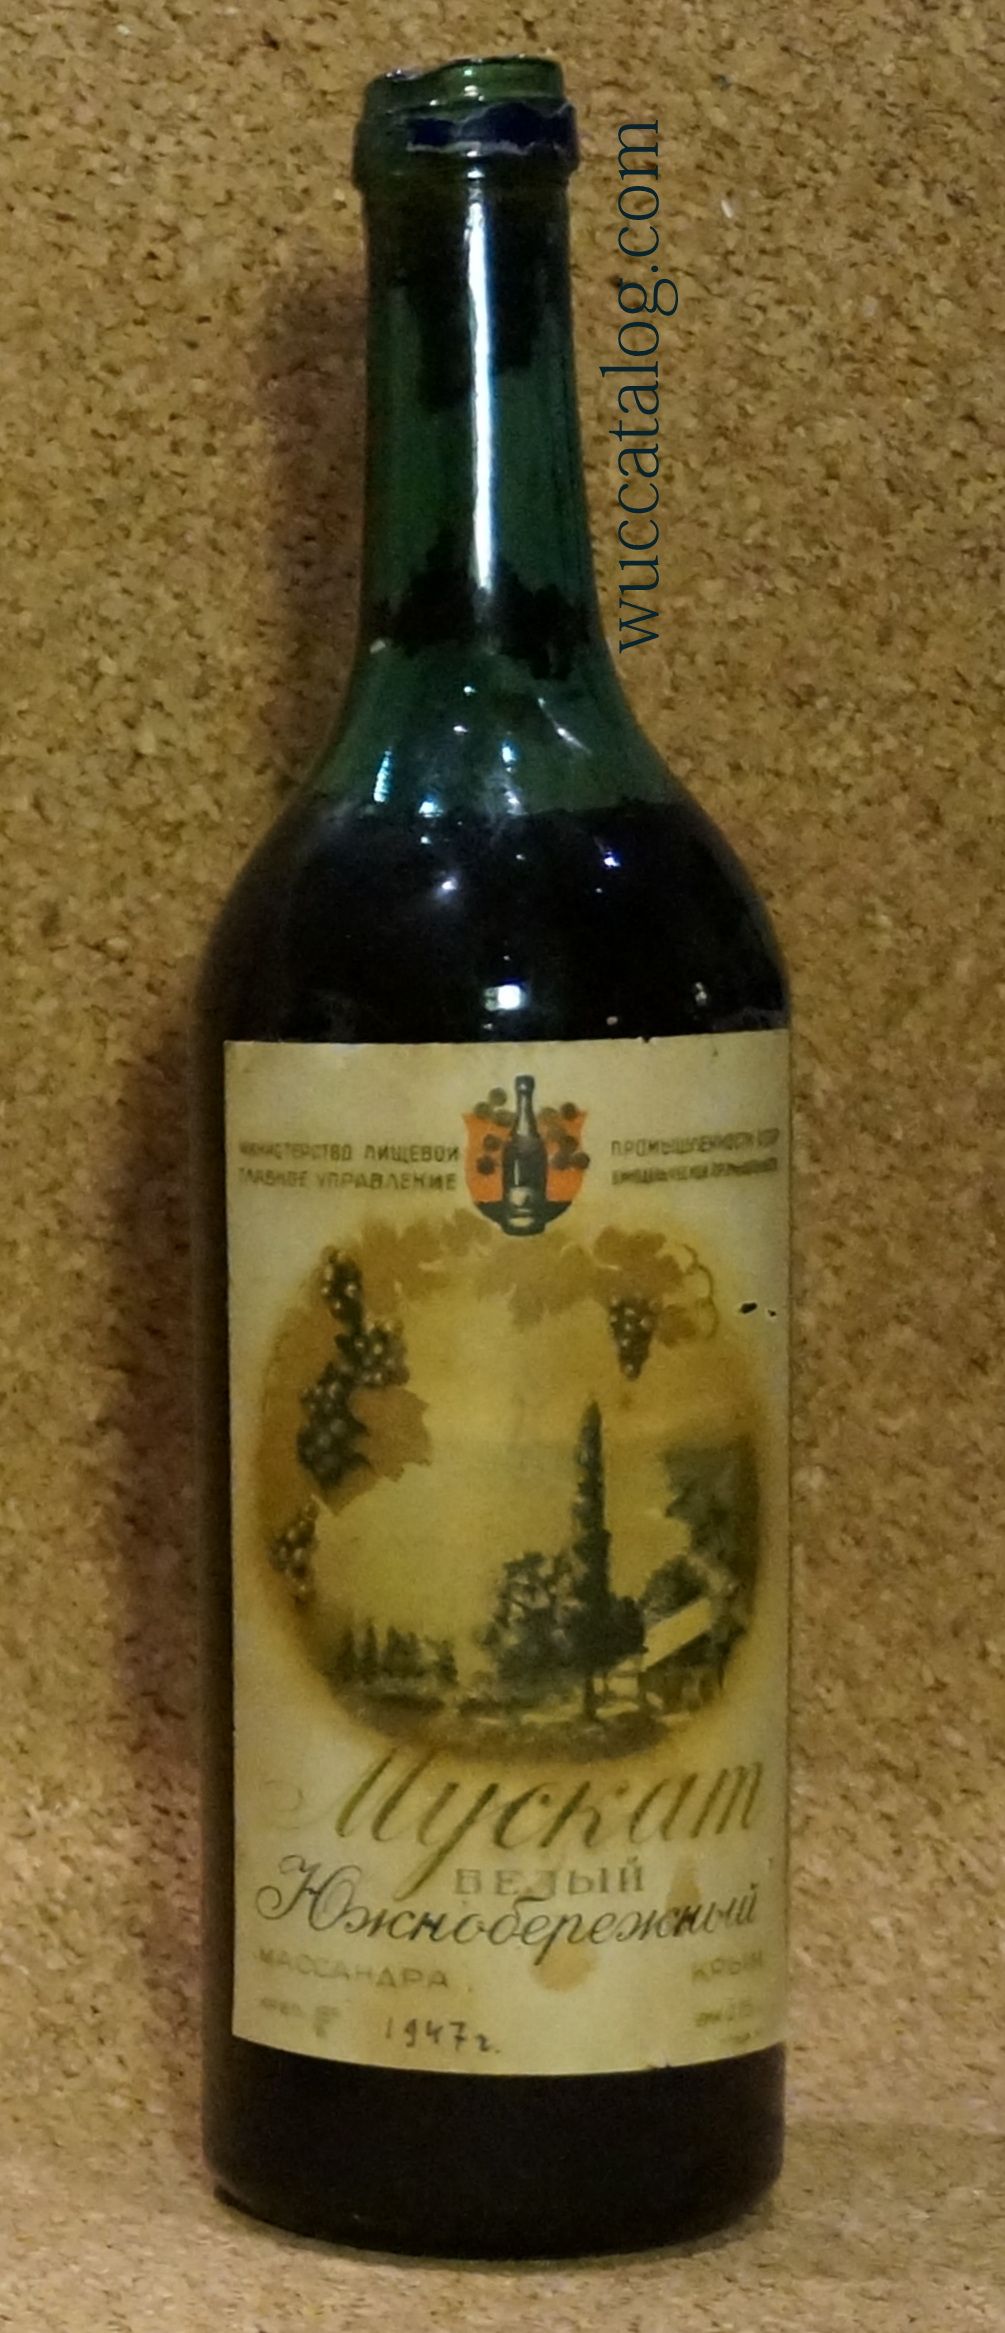 wuccatalog.com
МИНИСТЕРСТВО ПИЩЕВОЙ ПРОМЫШЛЕННОСТИ СССР
ГЛАВНОЕ УПРАВЛЕНИЕ
Мускат
БЕЛЫЙ
Южнобережный
МАССАНДРА КРЫМ
1947г.